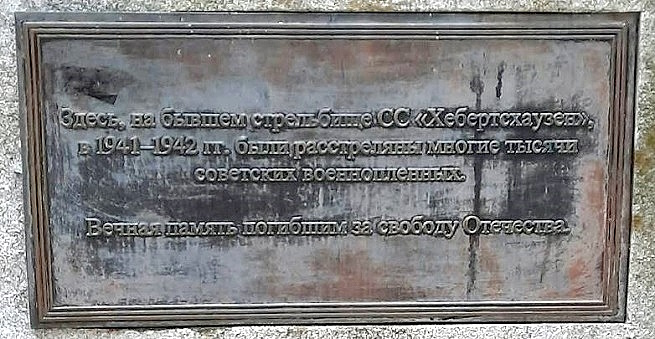 Здесь, на бывшем стрельбище СС «Хебертсхаузен»,
в 1941–1942 гг. были расстреляны многие тысячи
советских военнопленных.
Вечная память погибшим за свободу Отечества.